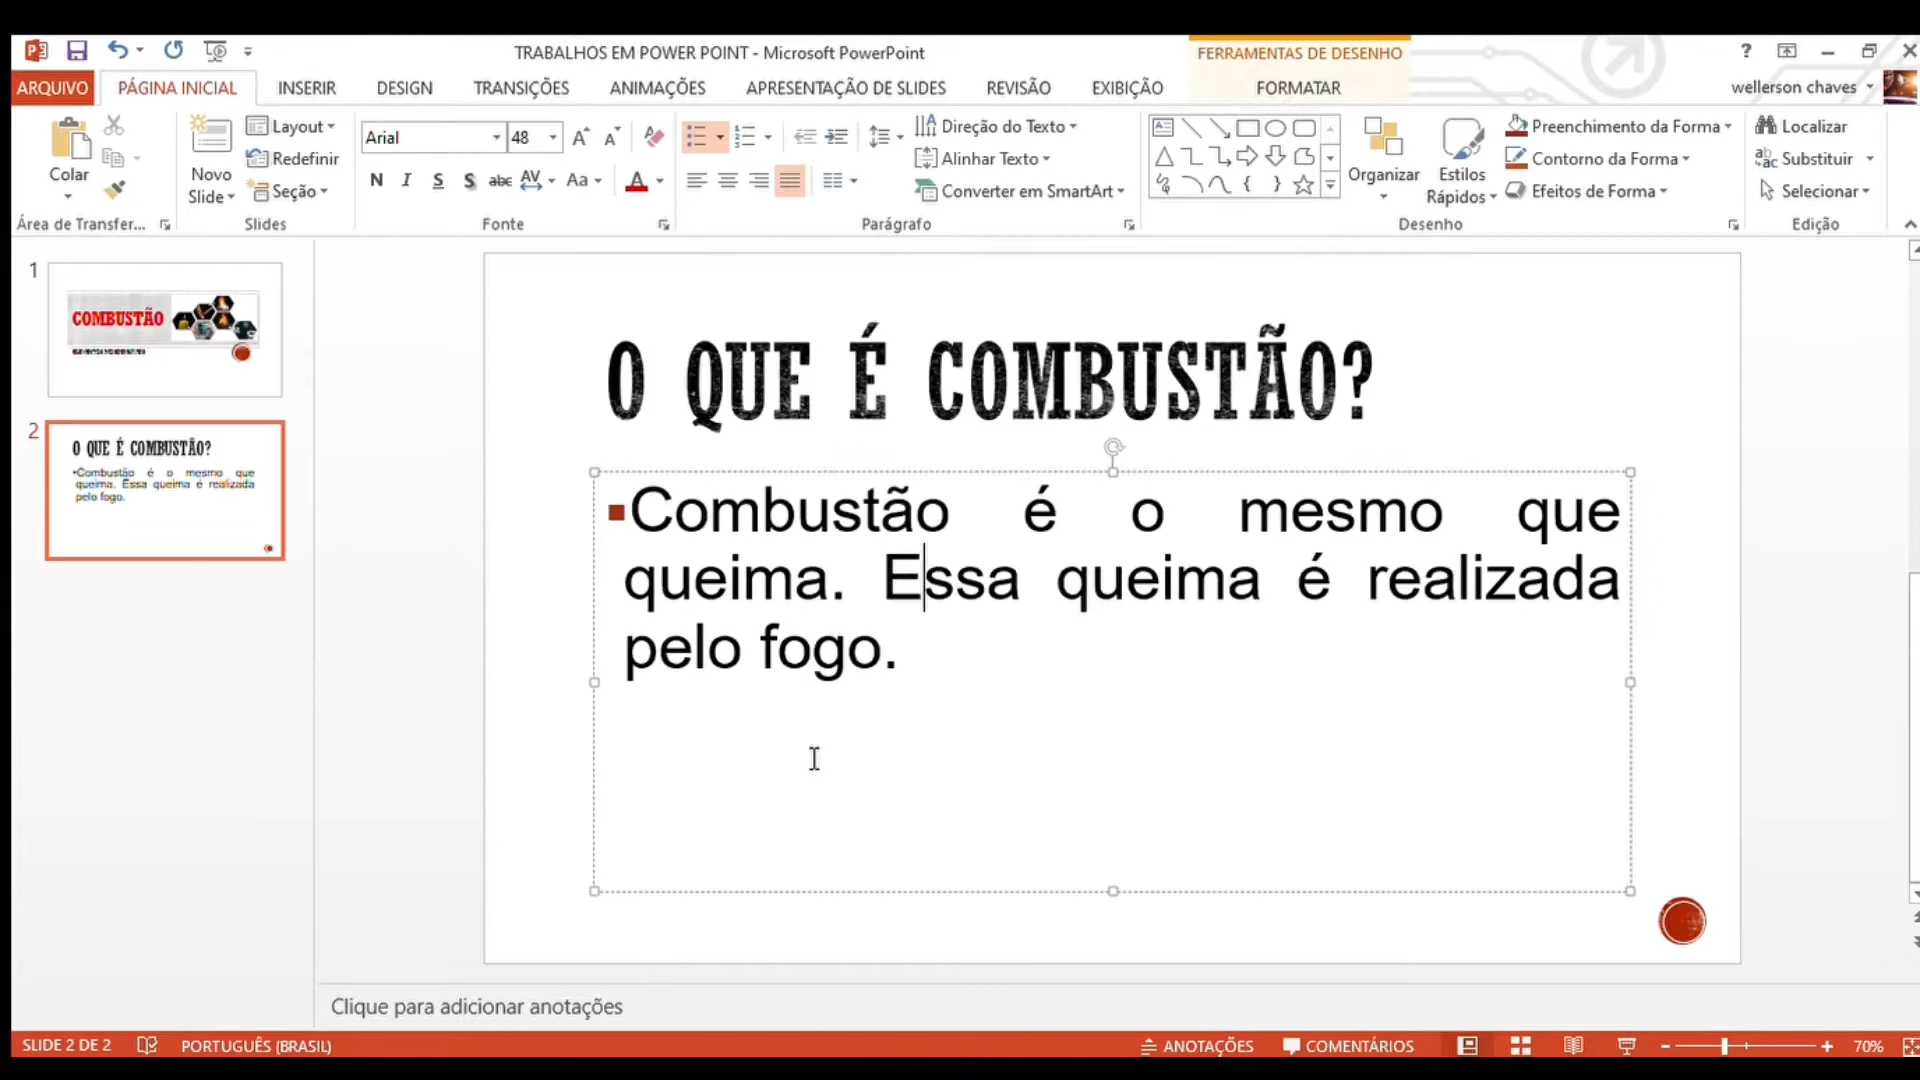 TRABALHOS EM POWER POINT - Microsoft PowerPoint
FERRAMENTAS DE DESENHO
?
ARQUIVO
PÁGINA INICIAL
INSERIR
DESIGN
TRANSIÇÕES
ANIMAÇÕES
APRESENTAÇÃO DE SLIDES
REVISÃO
EXIBIÇÃO
FORMATAR
wellerson chaves
Colar
Área de Transfer...
Novo
Slide
Layout
Redefinir
Seção
Slides
Arial
48
N I S S abc AV Aa A
Fonte
Direção do Texto
Alinhar Texto
Converter em SmartArt
Parágrafo
Organizar
Estilos
Rápidos
Preenchimento da Forma
Contorno da Forma
Efeitos de Forma
Desenho
Localizar
Substituir
Selecionar
Edição
1
COMBUSTÃO
2
O QUE É COMBUSTÃO?
•Combustão é o mesmo que
queima. Essa queima é realizada
pelo fogo.
O QUE É COMBUSTÃO?
Combustão é o mesmo que
queima. Essa queima é realizada
pelo fogo.
Clique para adicionar anotações
SLIDE 2 DE 2
PORTUGUÊS (BRASIL)
ANOTAÇÕES
COMENTÁRIOS
70%